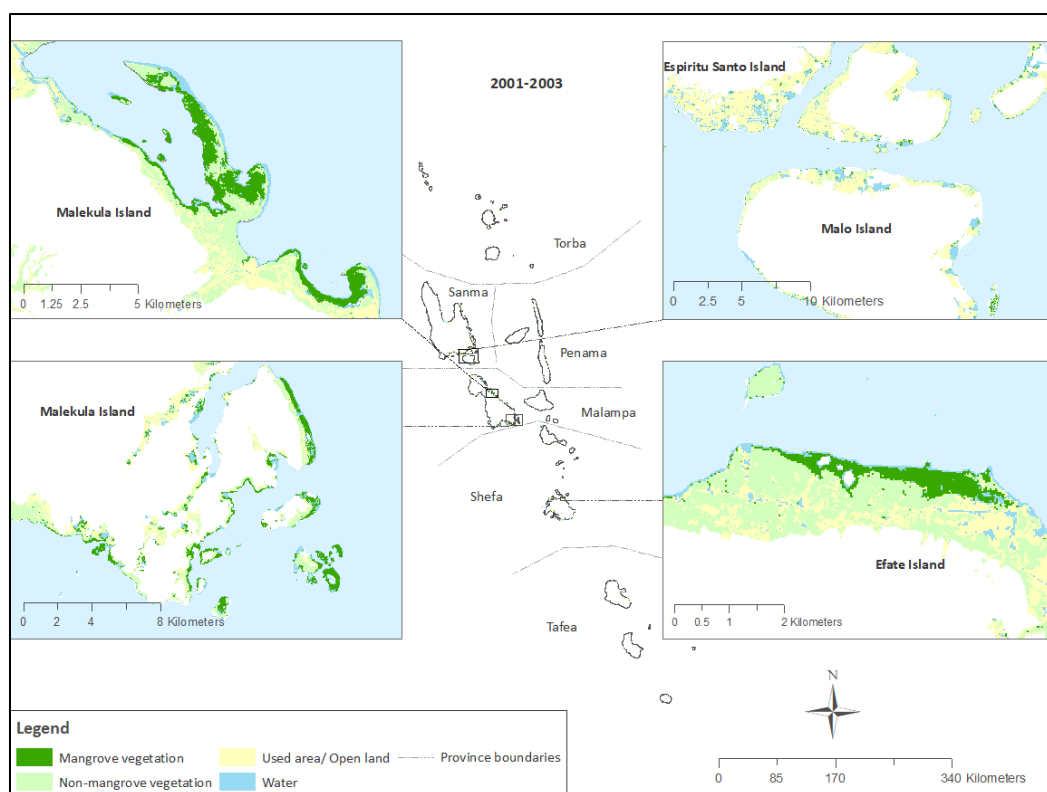 2001-2003
Malekula Island
0 1.25 2.5 5 Kilometers
Espiritu Santo Island
Malo Island
0 2.5 5 10 Kilometers
Torba
Sanma
Penama
Malampa
Shefa
Tafea
Malekula Island
0 2 4 8 Kilometers
Efate Island
0 0.5 1 2 Kilometers
N
0 85 170 340 Kilometers
Legend
Mangrove vegetation
Used area/ Open land
Province boundaries
Non-mangrove vegetation
Water